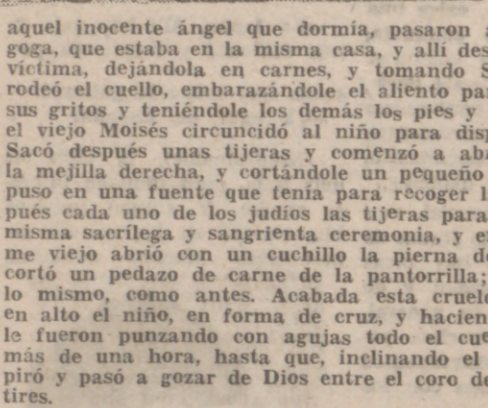 aquel inocente ángel que dormía, pasaron
goga, que estaba en la misma casa, y allí des
víctima, dejándola en carnes, y tomando S
rodeó el cuello, embarazándole el aliento pa
sus gritos y teniéndole los demás los pies y
el viejo Moisés circuncidó al niño para disp
Sacó después unas tijeras y comenzó a ab
la mejilla derecha, y cortándole un pequeño
puso en una fuente que tenía para recoger l
pués cada uno de los judíos las tijeras para
misma sacrílega y sangrienta ceremonia, y e
me viejo abrió con un cuchillo la pierna d
cortó un pedazo de carne de la pantorrilla;
lo mismo, como antes. Acabada esta cruel
en alto el niño, en forma de cruz, y hacien
le fueron punzando con agujas todo el cue
más de una hora, hasta que, inclinando el
piró y pasó a gozar de Dios entre el coro de
tires.